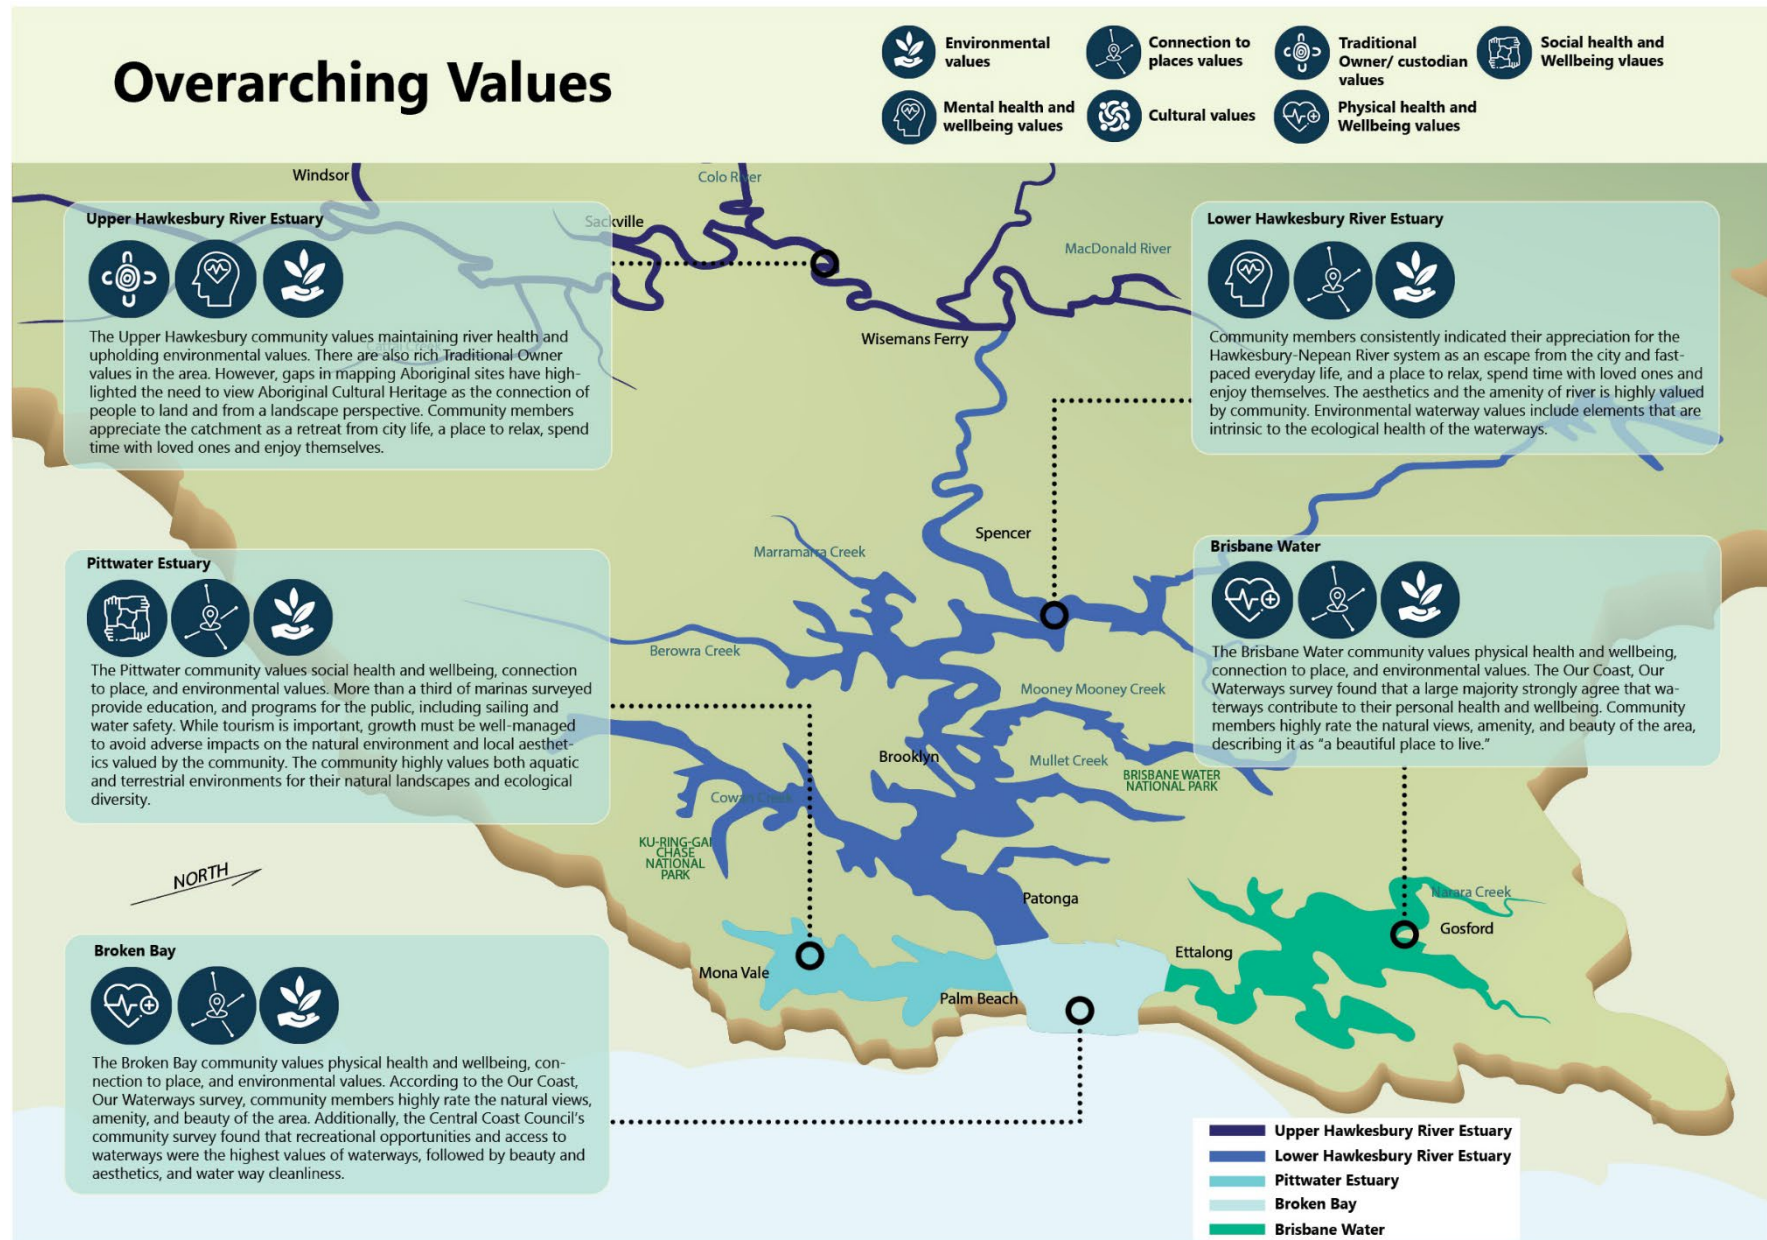 Overarching Values
Environmental
values
Connection to
places values
Traditional
Owner/ custodian
values
Social health and
Wellbeing vlaues
Mental health and
wellbeing values
Cultural values
Physical health and
Wellbeing values
Windsor
Colo River
Sackville
MacDonald River
Wisemans Ferry
Cattai Creek
Upper Hawkesbury River Estuary
The Upper Hawkesbury community values maintaining river health and
upholding environmental values. There are also rich Traditional Owner
values in the area. However, gaps in mapping Aboriginal sites have high-
lighted the need to view Aboriginal Cultural Heritage as the connection of
people to land and from a landscape perspective. Community members
appreciate the catchment as a retreat from city life, a place to relax, spend
time with loved ones and enjoy themselves.
Lower Hawkesbury River Estuary
Community members consistently indicated their appreciation for the
Hawkesbury-Nepean River system as an escape from the city and fast-
paced everyday life, and a place to relax, spend time with loved ones and
enjoy themselves. The aesthetics and the amenity of river is highly valued
by community. Environmental waterway values include elements that are
intrinsic to the ecological health of the waterways.
Spencer
Marramarra Creek
Berowra Creek
Mooney Mooney Creek
Brooklyn
Mullet Creek
BRISBANE WATER
NATIONAL PARK
Cowan Creek
KU-RING-GAI
CHASE
NATIONAL
PARK
Pittwater Estuary
The Pittwater community values social health and wellbeing, connection
to place, and environmental values. More than a third of marinas surveyed
provide education, and programs for the public, including sailing and
water safety. While tourism is important, growth must be well-managed
to avoid adverse impacts on the natural environment and local aesthet-
ics valued by the community. The community highly values both aquatic
and terrestrial environments for their natural landscapes and ecological
diversity.
Brisbane Water
The Brisbane Water community values physical health and wellbeing,
connection to place, and environmental values. The Our Coast, Our
Waterways survey found that a large majority strongly agree that wa-
terways contribute to their personal health and wellbeing. Community
members highly rate the natural views, amenity, and beauty of the area,
describing it as “a beautiful place to live.”
NORTH
Patonga
Narara Creek
Gosford
Ettalong
Mona Vale
Palm Beach
Broken Bay
The Broken Bay community values physical health and wellbeing, con-
nection to place, and environmental values. According to the Our Coast,
Our Waterways survey, community members highly rate the natural views,
amenity, and beauty of the area. Additionally, the Central Coast Council’s
community survey found that recreational opportunities and access to
waterways were the highest values of waterways, followed by beauty and
aesthetics, and water way cleanliness.
Upper Hawkesbury River Estuary
Lower Hawkesbury River Estuary
Pittwater Estuary
Broken Bay
Brisbane Water